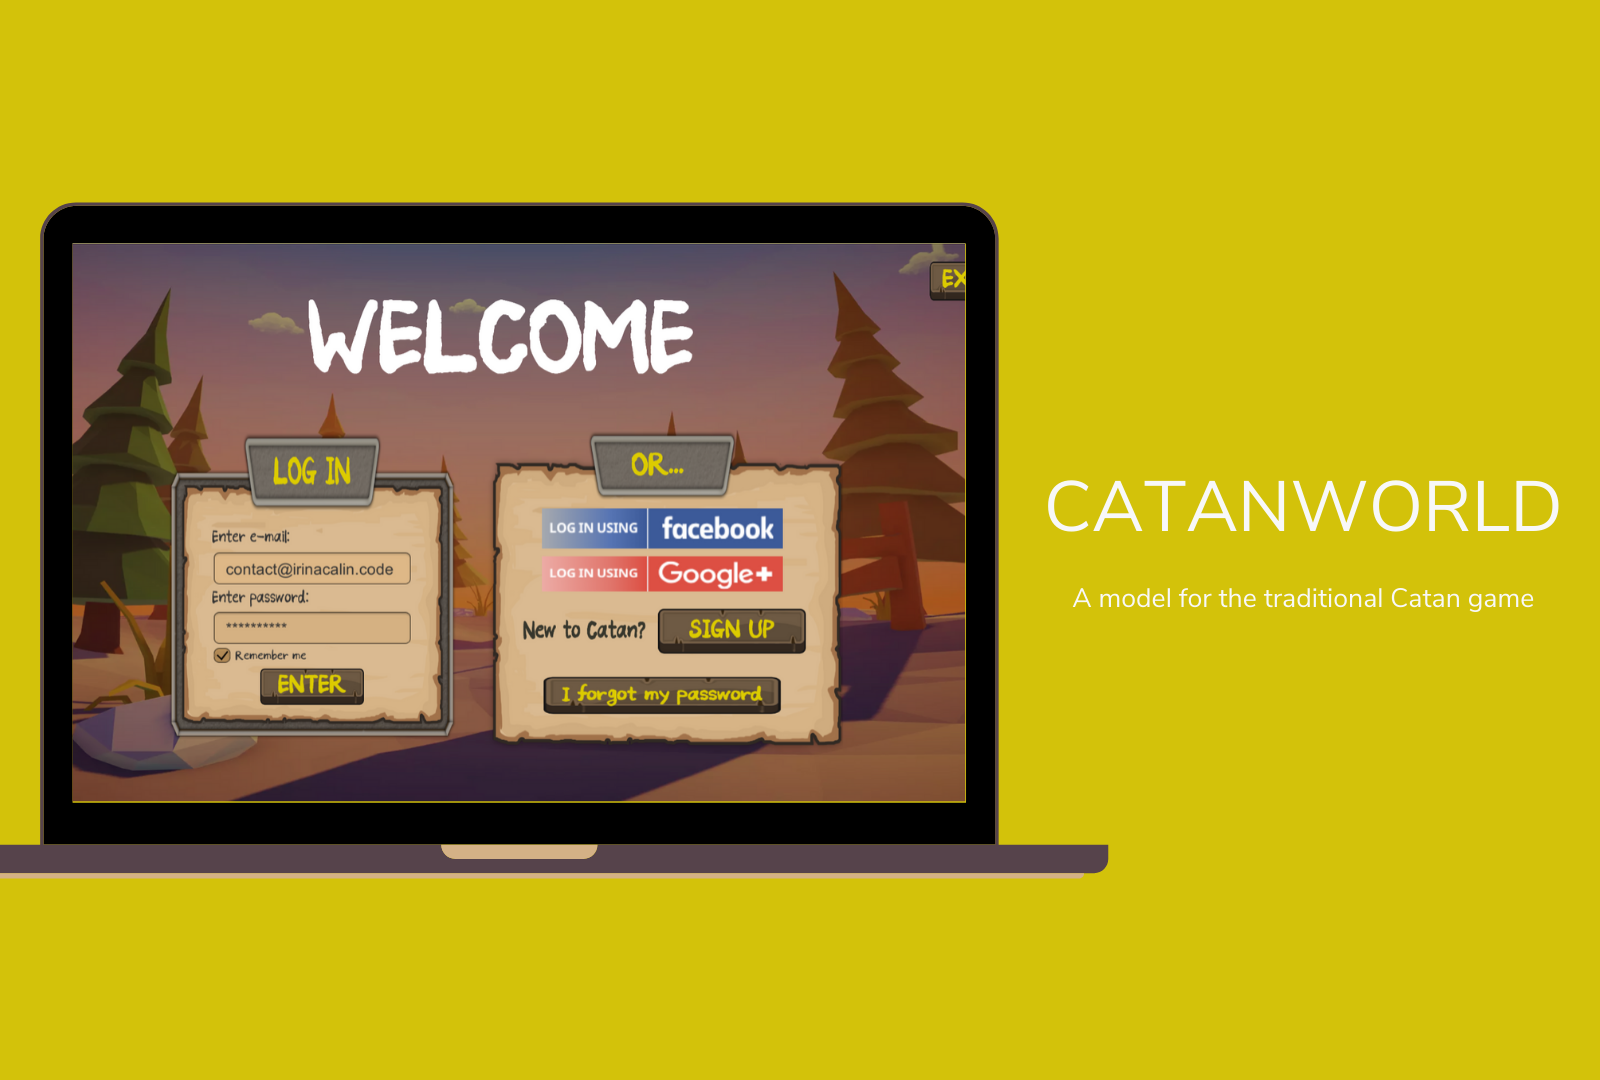 EX
WELCOME
LOG IN
Enter e-mail:
contact@irinacalin.code
Enter password:
**********
Remember me
ENTER
OR...
LOG IN USING facebook
LOG IN USING Google+
New to Catan? SIGN UP
I forgot my password
CATANWORLD
A model for the traditional Catan game